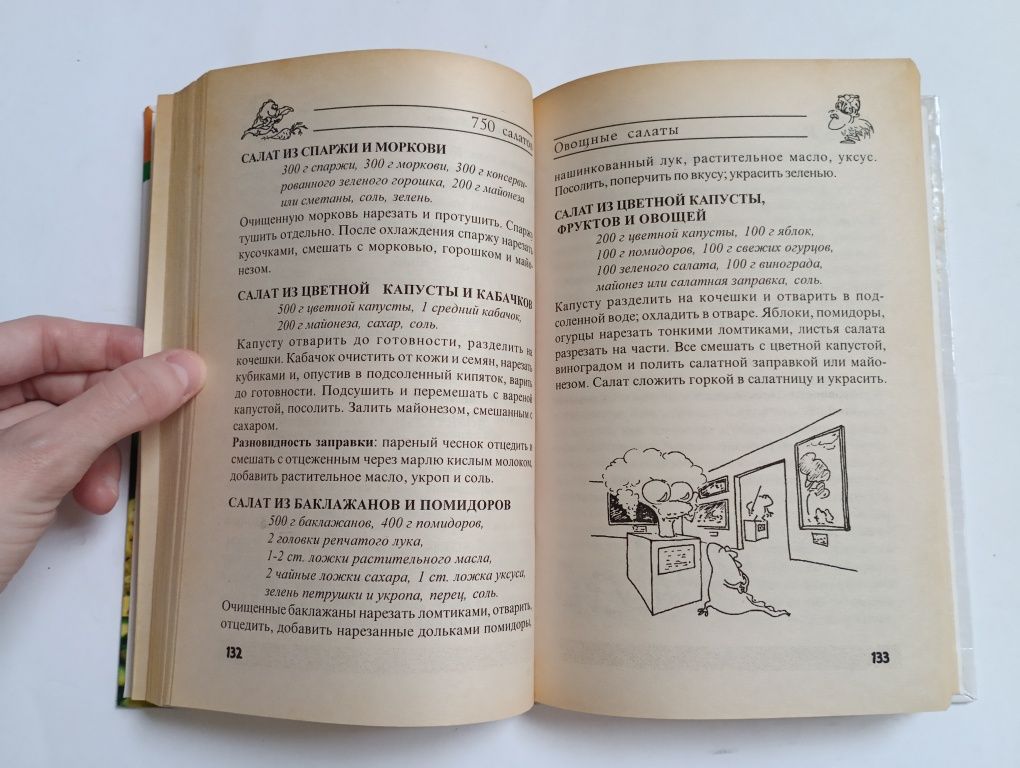 750 салатов
САЛАТ ИЗ СПАРЖИ И МОРКОВИ
300 г спаржи, 300 г моркови, 300 г консерви-
рованного зеленого горошка, 200 г майонеза
или сметаны, соль, зелень.
Очищенную морковь нарезать и протушить. Спаржу
тушить отдельно. После охлаждения спаржу нарезать
кусочками, смешать с морковью, горошком и майо-
незом.
САЛАТ ИЗ ЦВЕТНОЙ КАПУСТЫ И КАБАЧКОВ
500 г цветной капусты, 1 средний кабачок,
200 г майонеза, сахар, соль.
Капусту отварить до готовности, разделить на
кочешки. Кабачок очистить от кожи и семян, нарезать
кубиками и, опустив в подсоленный кипяток, варить
до готовности. Подсушить и перемешать с вареной
капустой, посолить. Залить майонезом, смешанным с
сахаром.
Разновидность заправки: пареный чеснок отцедить и
смешать с отцеженным через марлю кислым молоком,
добавить растительное масло, укроп и соль.
САЛАТ ИЗ БАКЛАЖАНОВ И ПОМИДОРОВ
500 г баклажанов, 400 г помидоров,
2 головки репчатого лука,
1-2 ст. ложки растительного масла,
2 чайные ложки сахара, 1 ст. ложка уксуса,
зелень петрушки и укропа, перец, соль.
Очищенные баклажаны нарезать ломтиками, отварить,
отцедить, добавить нарезанные дольками помидоры,
132
Овощные салаты
нашинкованный лук, растительное масло, уксус.
Посолить, поперчить по вкусу; украсить зеленью.
САЛАТ ИЗ ЦВЕТНОЙ КАПУСТЫ,
ФРУКТОВ И ОВОЩЕЙ
200 г цветной капусты, 100 г яблок,
100 г помидоров, 100 г свежих огурцов,
100 зеленого салата, 100 г винограда,
майонез или салатная заправка, соль.
Капусту разделить на кочешки и отварить в под-
соленной воде; охладить в отваре. Яблоки, помидоры,
огурцы нарезать тонкими ломтиками, листья салата
разрезать на части. Все смешать с цветной капустой,
виноградом и полить салатной заправкой или майо-
незом. Салат сложить горкой в салатницу и украсить.
133